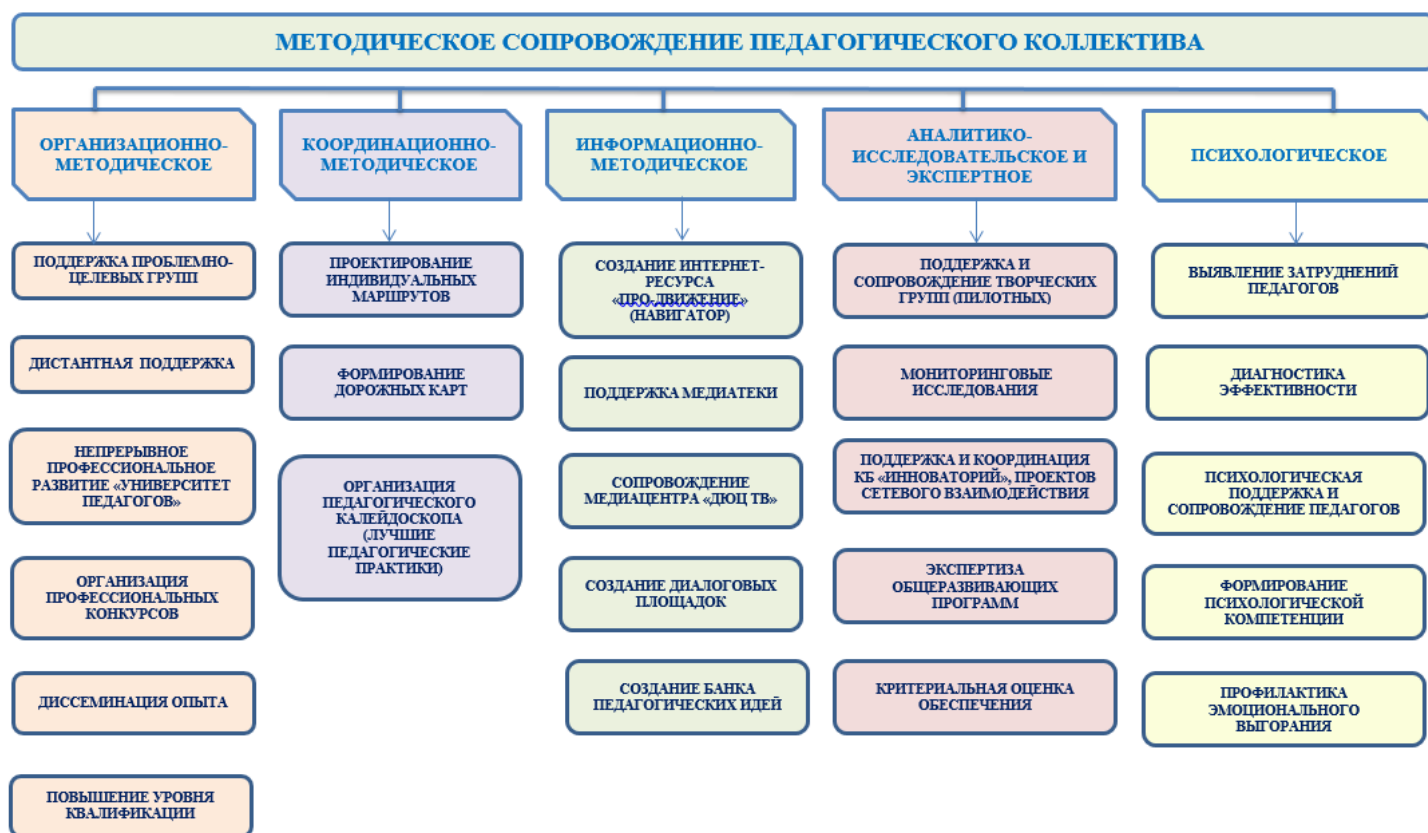 МЕТОДИЧЕСКОЕ СОПРОВОЖДЕНИЕ ПЕДАГОГИЧЕСКОГО КОЛЛЕКТИВА
ОРГАНИЗАЦИОННО-
МЕТОДИЧЕСКОЕ
ПОДДЕРЖКА ПРОБЛЕМНО-
ЦЕЛЕВЫХ ГРУПП
ДИСТАНТНАЯ ПОДДЕРЖКА
НЕПРЕРЫВНОЕ
ПРОФЕССИОНАЛЬНОЕ
РАЗВИТИЕ «УНИВЕРСИТЕТ
ПЕДАГОГОВ»
ОРГАНИЗАЦИЯ
ПРОФЕССИОНАЛЬНЫХ
КОНКУРСОВ
ДИССЕМИНАЦИЯ ОПЫТА
ПОВЫШЕНИЕ УРОВНЯ
КВАЛИФИКАЦИИ
КООРДИНАЦИОННО-
МЕТОДИЧЕСКОЕ
ПРОЕКТИРОВАНИЕ
ИНДИВИДУАЛЬНЫХ
МАРШРУТОВ
ФОРМИРОВАНИЕ
ДОРОЖНЫХ КАРТ
ОРГАНИЗАЦИЯ
ПЕДАГОГИЧЕСКОГО
КАЛЕЙДОСКОПА
(ЛУЧШИЕ
ПЕДАГОГИЧЕСКИЕ
ПРАКТИКИ)
ИНФОРМАЦИОННО-
МЕТОДИЧЕСКОЕ
СОЗДАНИЕ ИНТЕРНЕТ-
РЕСУРСА
«ПРО-ДВИЖЕНИЕ»
(НАВИГАТОР)
ПОДДЕРЖКА МЕДИАТЕКИ
СОПРОВОЖДЕНИЕ
МЕДИАЦЕНТРА «ДЮЦ ТВ»
СОЗДАНИЕ ДИАЛОГОВЫХ
ПЛОЩАДОК
СОЗДАНИЕ БАНКА
ПЕДАГОГИЧЕСКИХ ИДЕЙ
АНАЛИТИКО-
ИССЛЕДОВАТЕЛЬСКОЕ И
ЭКСПЕРТНОЕ
ПОДДЕРЖКА И
СОПРОВОЖДЕНИЕ ТВОРЧЕСКИХ
ГРУПП (ПИЛОТНЫХ)
МОНИТОРИНГОВЫЕ
ИССЛЕДОВАНИЯ
ПОДДЕРЖКА И КООРДИНАЦИЯ
КБ «ИННОВАТОРИЙ», ПРОЕКТОВ
СЕТЕВОГО ВЗАИМОДЕЙСТВИЯ
ЭКСПЕРТИЗА
ОБЩЕРАЗВИВАЮЩИХ
ПРОГРАММ
КРИТЕРИАЛЬНАЯ ОЦЕНКА
ОБЕСПЕЧЕНИЯ
ПСИХОЛОГИЧЕСКОЕ
ВЫЯВЛЕНИЕ ЗАТРУДНЕНИЙ
ПЕДАГОГОВ
ДИАГНОСТИКА
ЭФФЕКТИВНОСТИ
ПСИХОЛОГИЧЕСКАЯ
ПОДДЕРЖКА И
СОПРОВОЖДЕНИЕ ПЕДАГОГОВ
ФОРМИРОВАНИЕ
ПСИХОЛОГИЧЕСКОЙ
КОМПЕТЕНЦИИ
ПРОФИЛАКТИКА
ЭМОЦИОНАЛЬНОГО
ВЫГОРАНИЯ